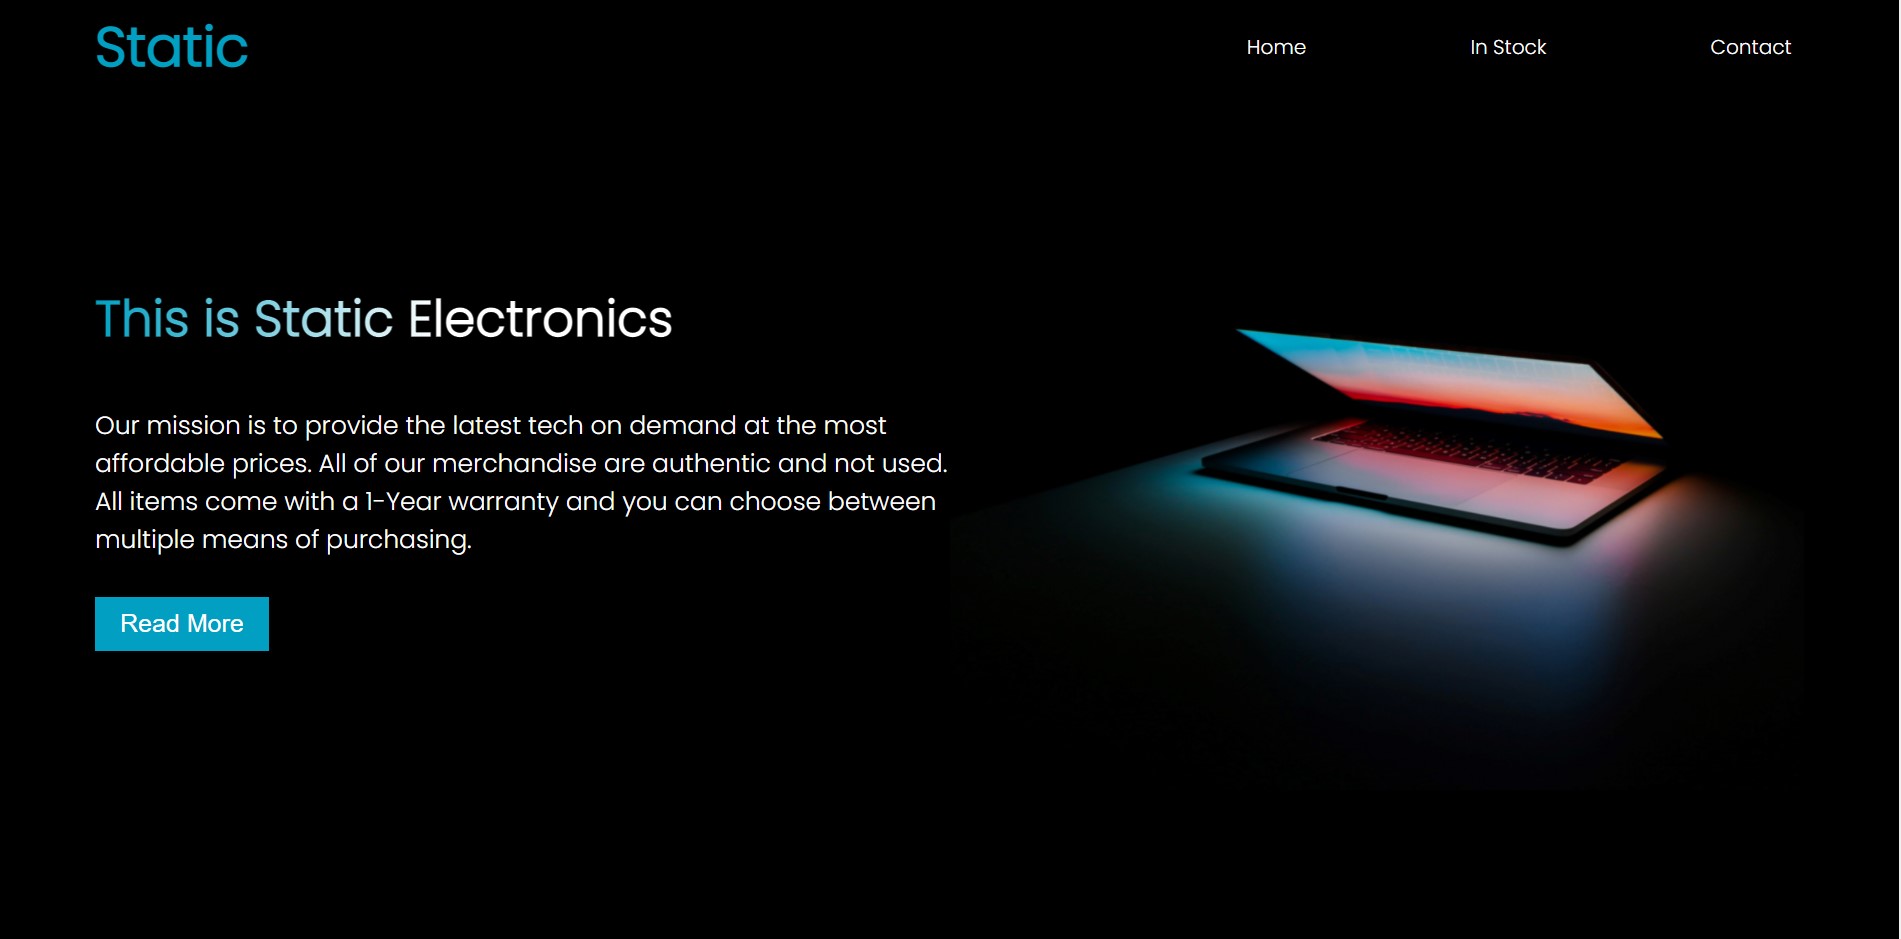 Static
Home
In Stock
Contact
This is Static Electronics
Our mission is to provide the latest tech on demand at the most
affordable prices. All of our merchandise are authentic and not used.
All items come with a 1-Year warranty and you can choose between
multiple means of purchasing.
Read More